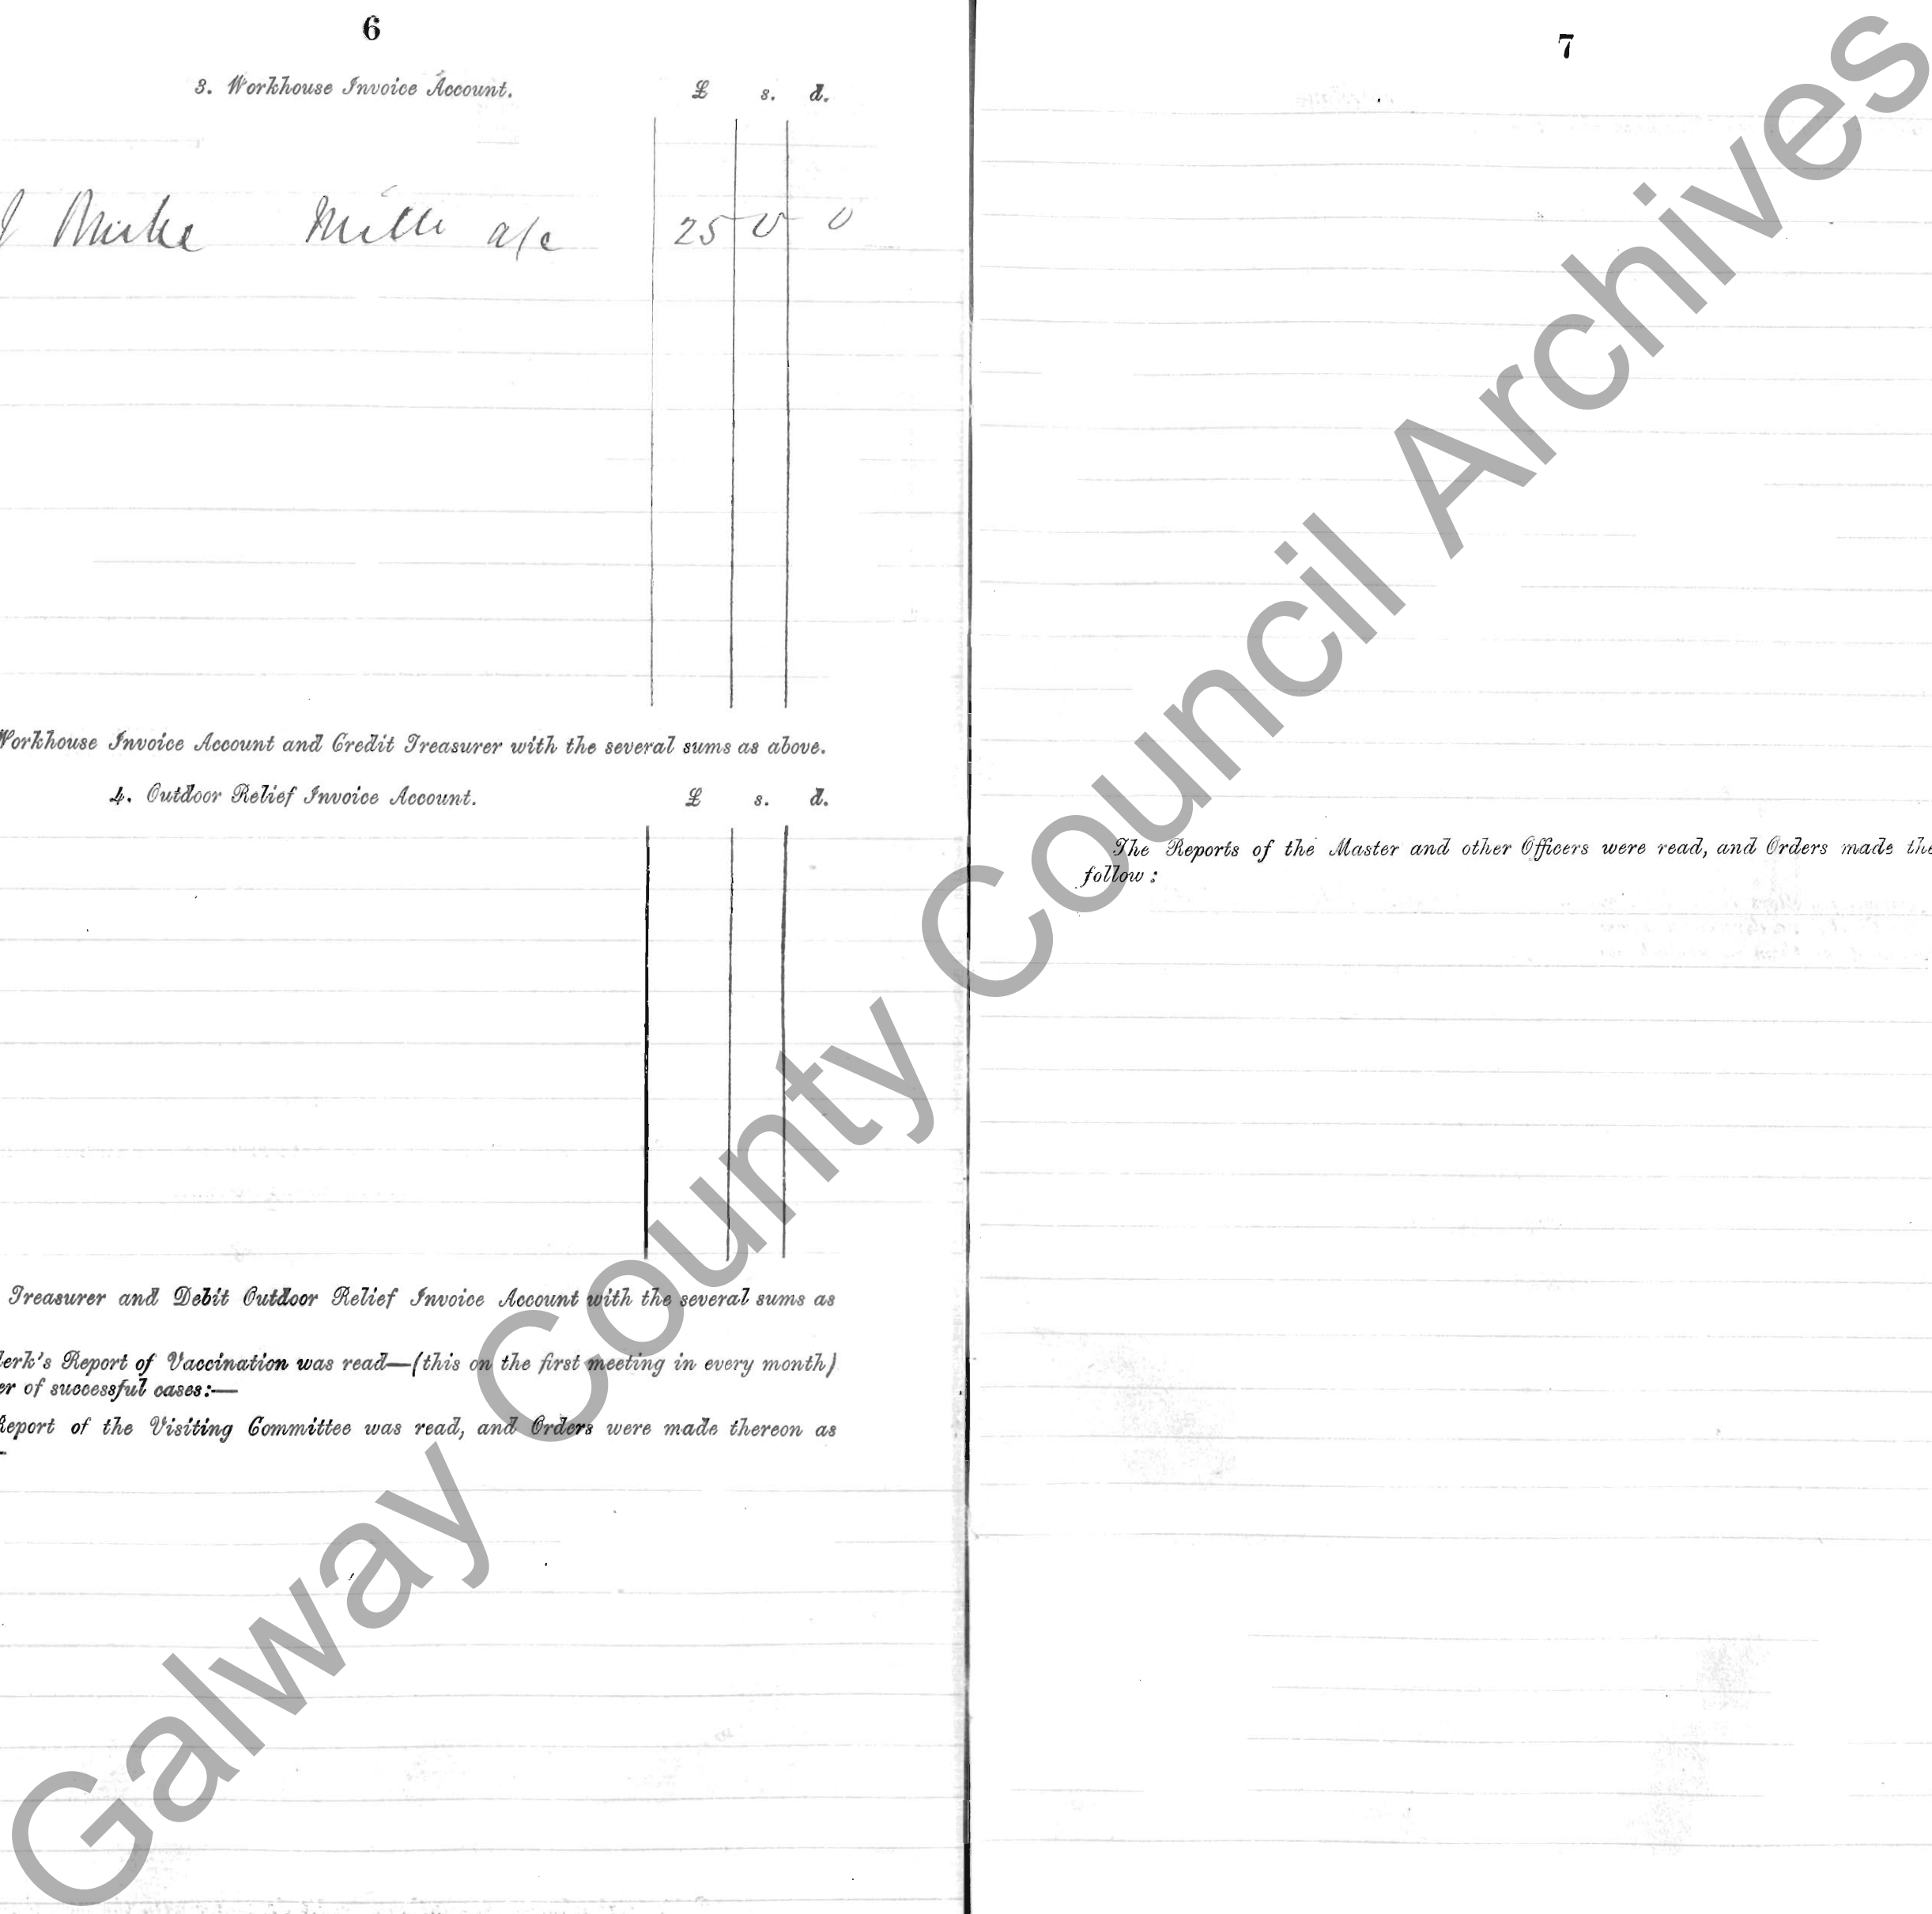 6
3. Workhouse Invoice Account. £ s. d.
J Burke Milk a/c 25 0 0
Workhouse Invoice Account and Credit Treasurer with the several sums as above.
4. Outdoor Relief Invoice Account. £ s. d.
Treasurer and Debit Outdoor Relief Invoice Account with the several sums as
lerk's Report of Vaccination was read—(this on the first meeting in every month)
er of successful cases:—
Report of the Visiting Committee was read, and Orders were made thereon as
7
The Reports of the Master and other Officers were read, and Orders made the
follow:
Galway County Council Archives